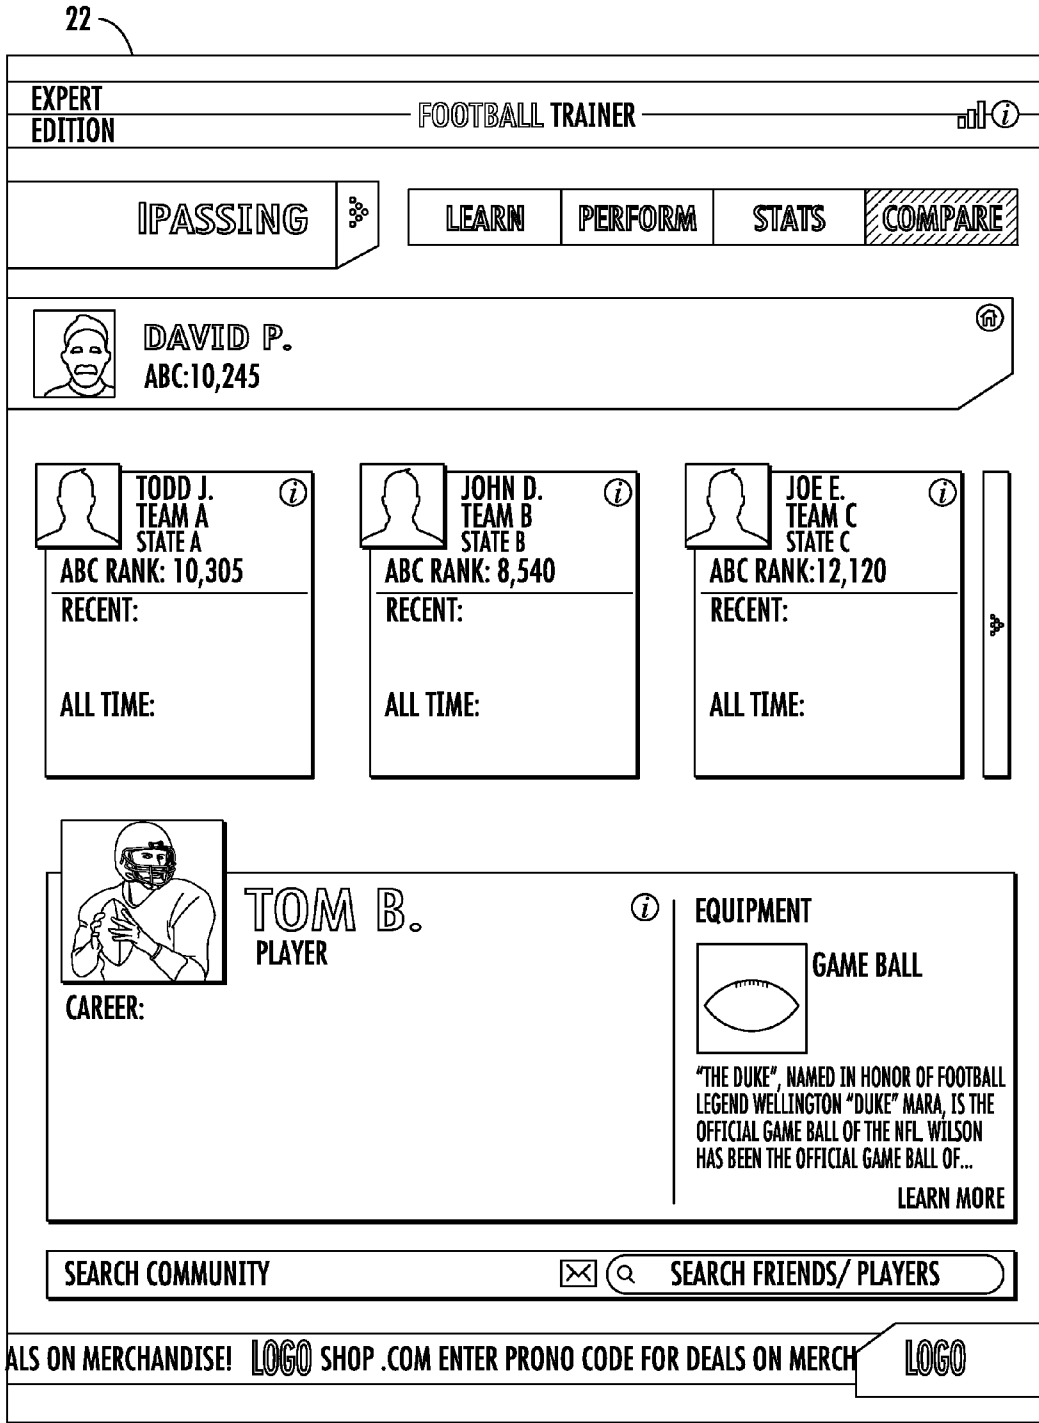 22
EXPERT
EDITION
FOOTBALL TRAINER
PASSING
LEARN PERFORM STATS COMPARE
DAVID P.
ABC:10,245
TODD J.
TEAM A
STATE A
ABC RANK: 10,305
RECENT:
ALL TIME:
JOHN D.
TEAM B
STATE B
ABC RANK: 8,540
RECENT:
ALL TIME:
JOE E.
TEAM C
STATE C
ABC RANK:12,120
RECENT:
ALL TIME:
TOM B.
PLAYER
CAREER:
EQUIPMENT
GAME BALL
"THE DUKE", NAMED IN HONOR OF FOOTBALL
LEGEND WELLINGTON "DUKE" MARA, IS THE
OFFICIAL GAME BALL OF THE NFL. WILSON
HAS BEEN THE OFFICIAL GAME BALL OF...
LEARN MORE
SEARCH COMMUNITY SEARCH FRIENDS/ PLAYERS
ALS ON MERCHANDISE! LOGO SHOP .COM ENTER PRONO CODE FOR DEALS ON MERCH LOGO